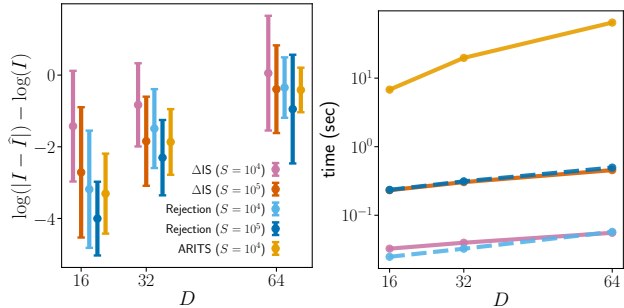 log(|I − Î|) − log(I)
0
−2
−4
16
32
64
D
ΔIS (S = 10⁴)
ΔIS (S = 10⁵)
Rejection (S = 10⁴)
Rejection (S = 10⁵)
ARITS (S = 10⁴)
time (sec)
10¹
10⁰
10⁻¹
16
32
64
D